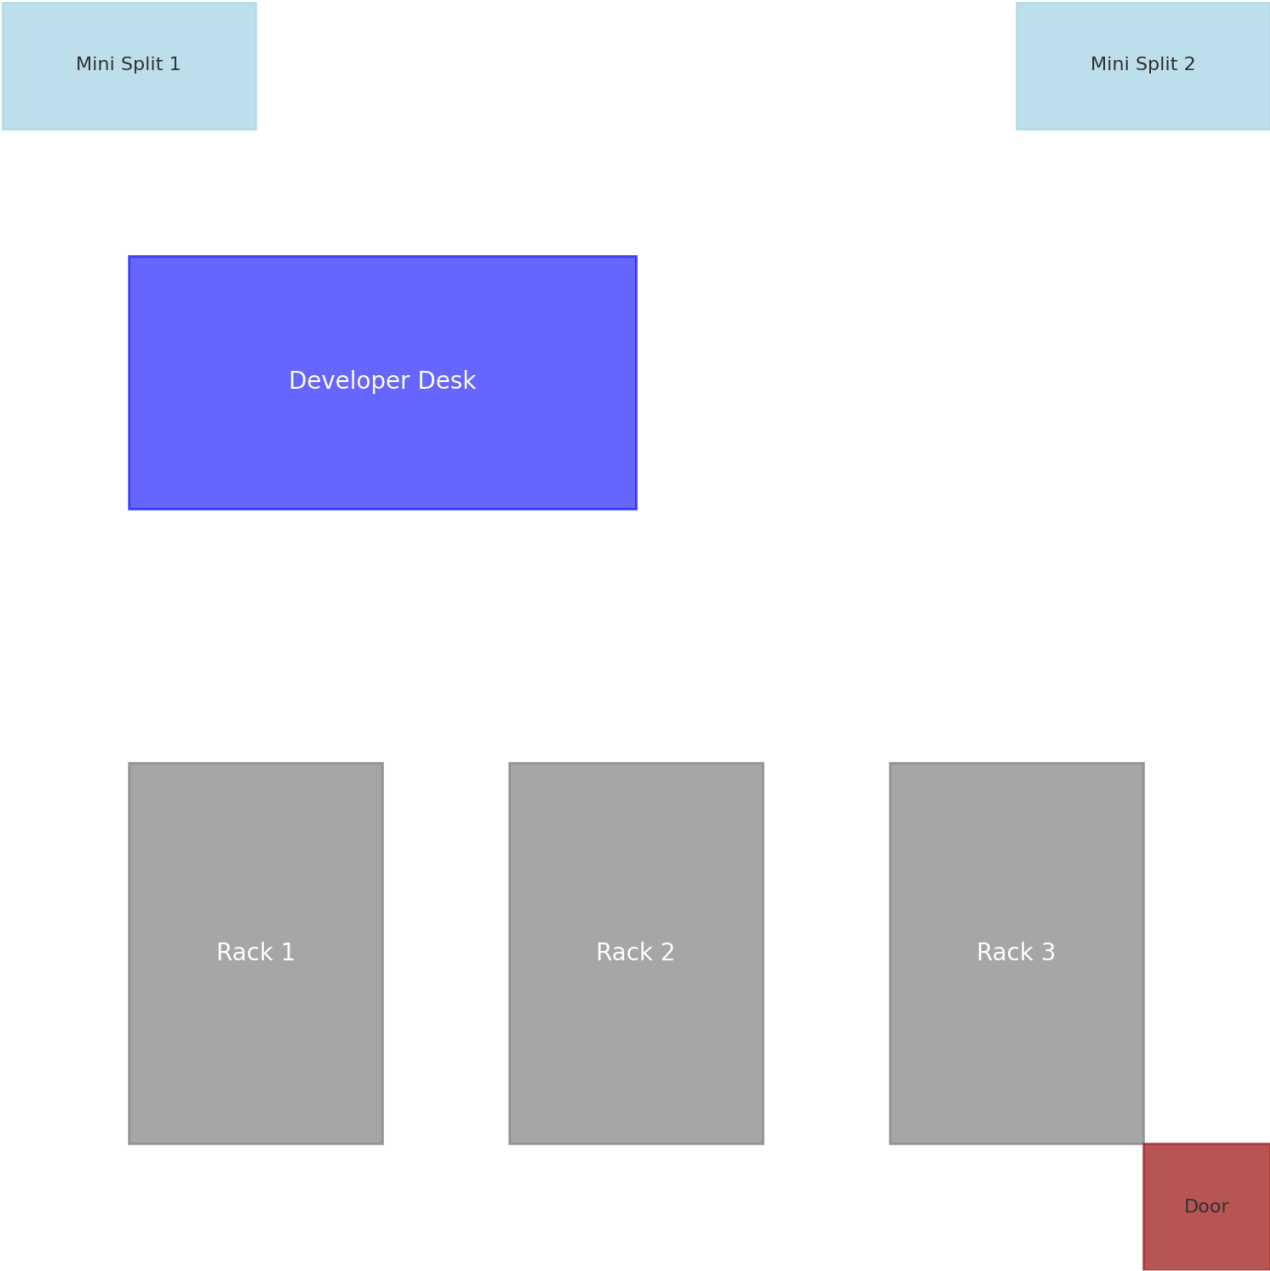 Mini Split 1
Mini Split 2
Developer Desk
Rack 1
Rack 2
Rack 3
Door